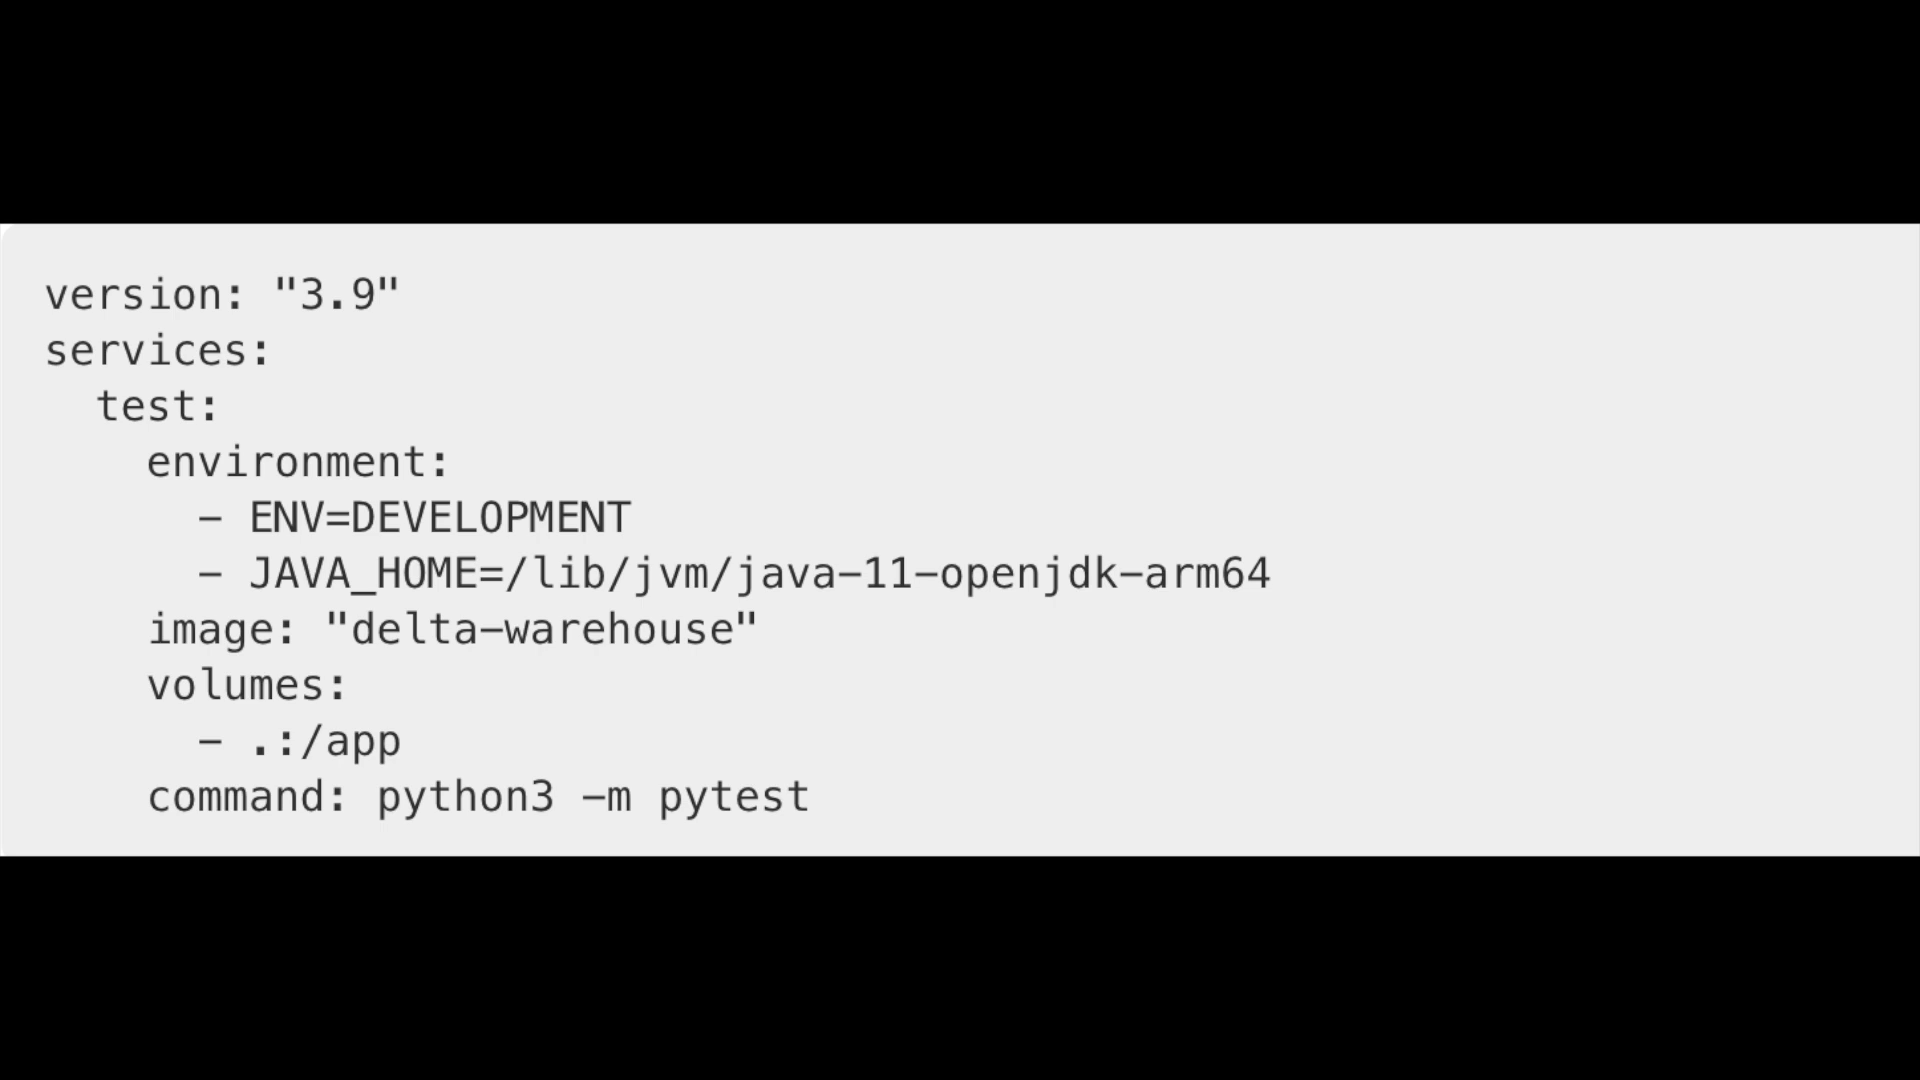 version: "3.9"
services:
  test:
    environment:
      - ENV=DEVELOPMENT
      - JAVA_HOME=/lib/jvm/java-11-openjdk-arm64
    image: "delta-warehouse"
    volumes:
      - .:/app
    command: python3 -m pytest